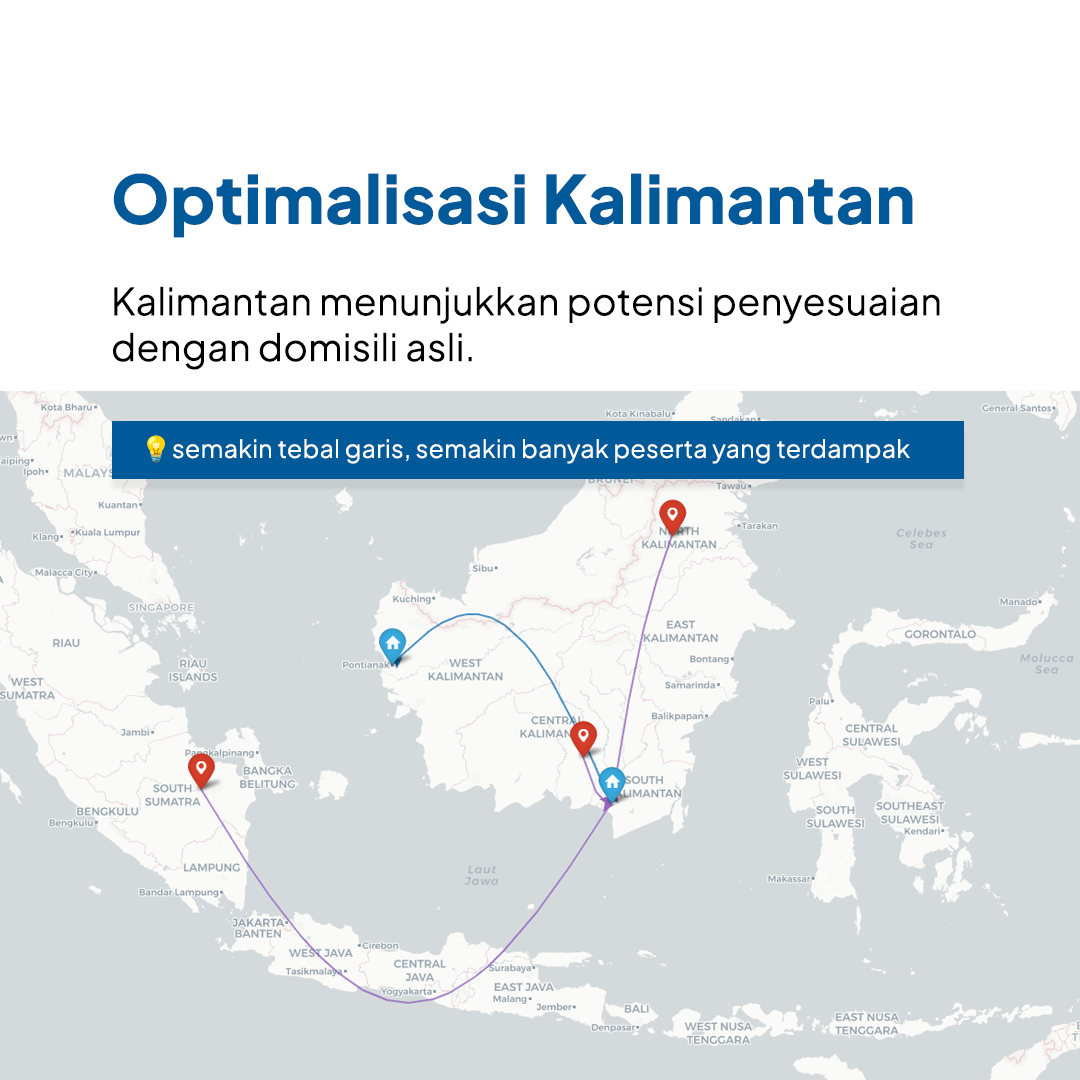 Optimalisasi Kalimantan
Kalimantan menunjukkan potensi penyesuaian
dengan domisili asli.
💡 semakin tebal garis, semakin banyak peserta yang terdampak
Kota Bharu
Kota Kinabalu
Sandakan
General Santos
Ipoh
MALAYS
BRUNEI
Tawau
Kuantan
Kuala Lumpur
Klang
Tarakan
NORTH
KALIMANTAN
Celebes
Sea
Malacca City
Sibu
Kuching
SINGAPORE
Manado
RIAU
EAST
KALIMANTAN
GORONTALO
Pontianak
RIAU
ISLANDS
WEST
KALIMANTAN
Bontang
Molucca
Sea
WEST
SUMATRA
Samarinda
Palu
Jambi
CENTRAL
KALIMAN
Balikpapan
CENTRAL
SULAWESI
Pangkalpinang
BANGKA
BELITUNG
WEST
SULAWESI
SOUTH
SUMATRA
SOUTH
KALIMANTAN
BENGKULU
Bengkulu
SOUTH
SULAWESI
SOUTHEAST
SULAWESI
Kendari
LAMPUNG
Laut
Jawa
Makassar
Bandar Lampung
JAKARTA
BANTEN
WEST JAVA
Cirebon
Tasikmalaya
CENTRAL
JAVA
Surabaya
Yogyakarta
EAST JAVA
Malang
Jember
BALI
Denpasar
WEST NUSA
TENGGARA
EAST NUSA
TENGGARA